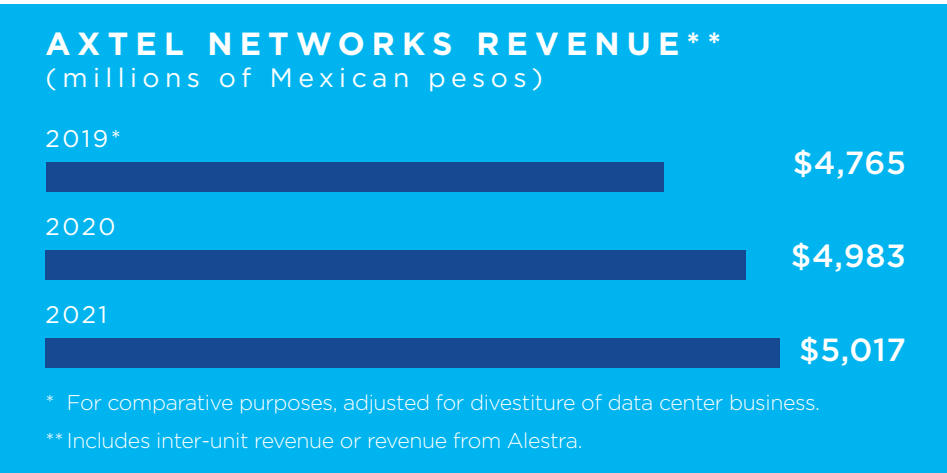 AXTEL NETWORKS REVENUE**
(millions of Mexican pesos)
2019*
$4,765
2020
$4,983
2021
$5,017
* For comparative purposes, adjusted for divestiture of data center business.
** Includes inter-unit revenue or revenue from Alestra.